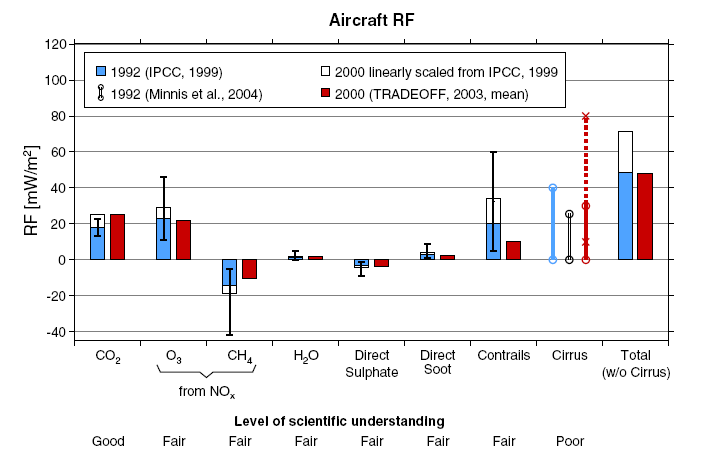 Aircraft RF
RF [mW/m²]
120
100
80
60
40
20
0
-20
-40
1992 (IPCC, 1999)
2000 linearly scaled from IPCC, 1999
1992 (Minnis et al., 2004)
2000 (TRADEOFF, 2003, mean)
CO₂
O₃
CH₄
H₂O
Direct
Sulphate
Direct
Soot
Contrails
Cirrus
Total
(w/o Cirrus)
from NOₓ
Level of scientific understanding
Good Fair Fair Fair Fair Fair Fair Poor